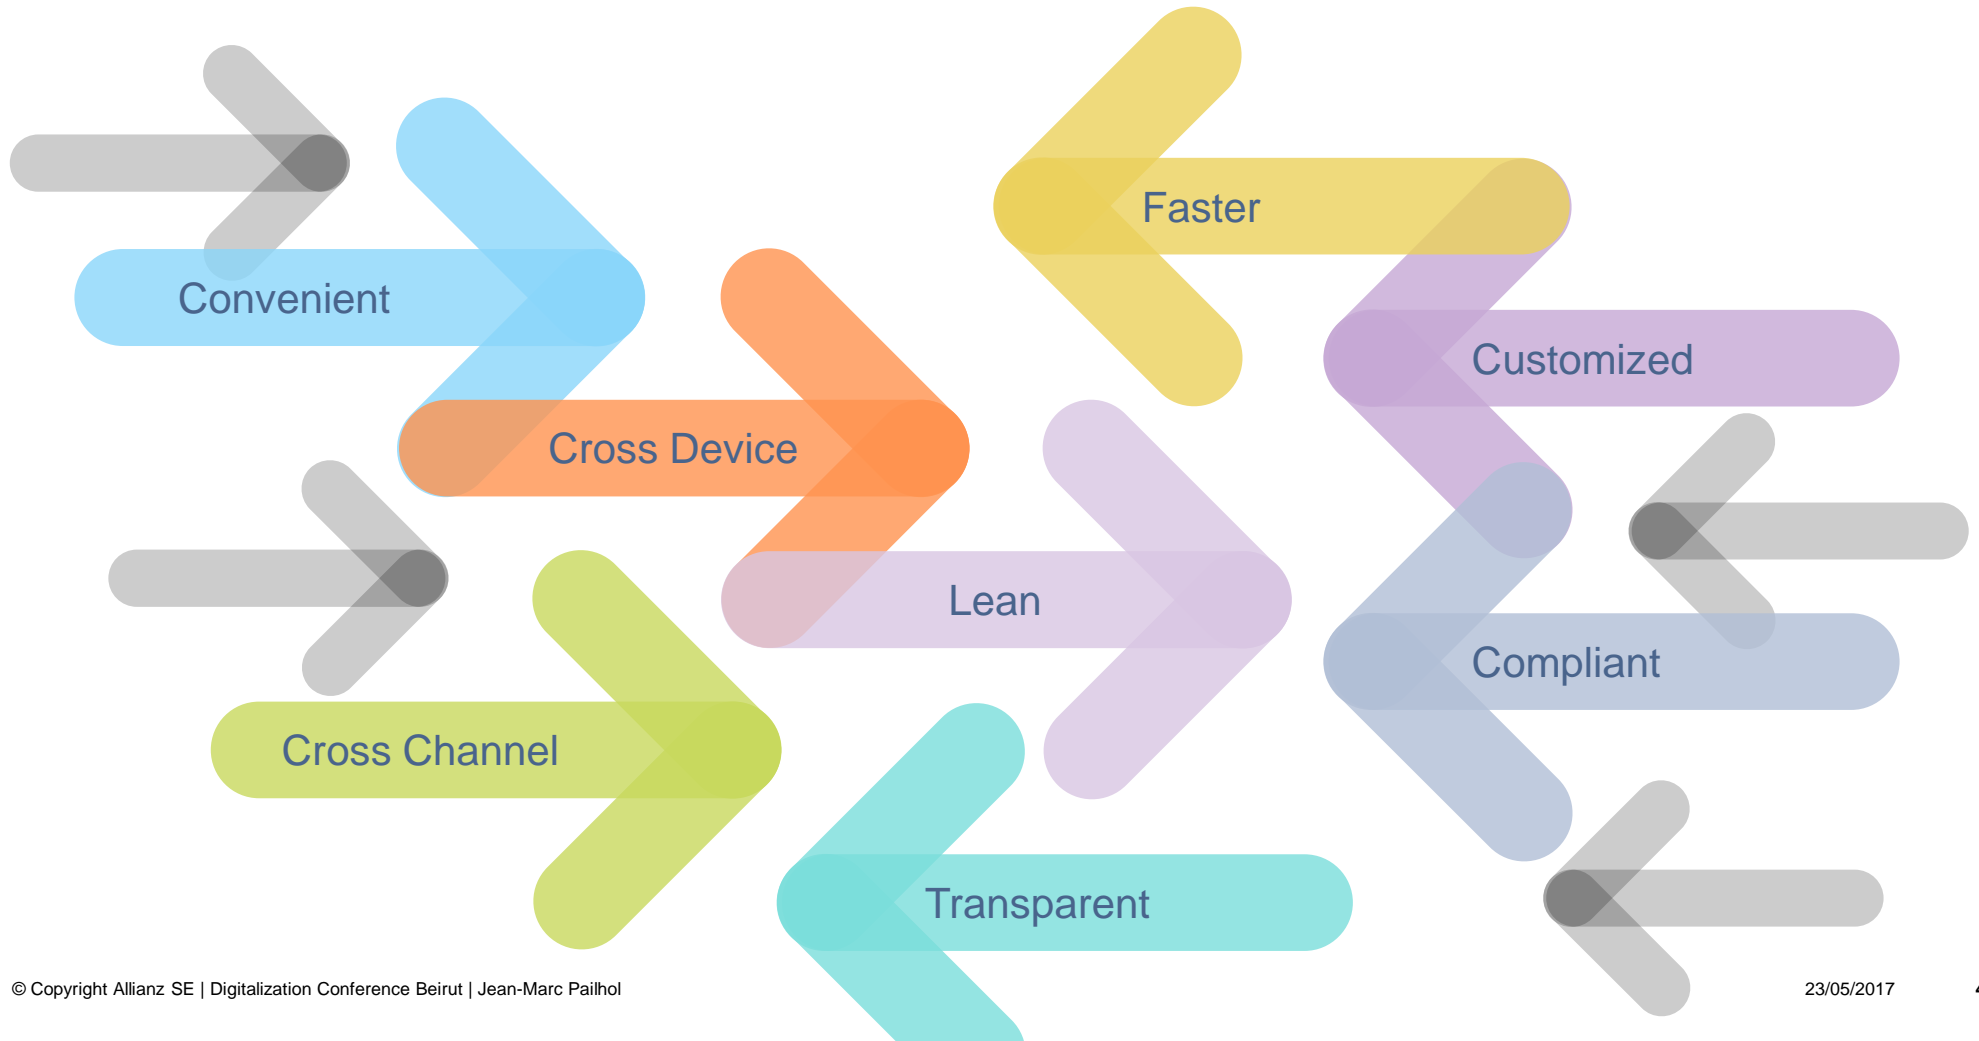 Faster
Convenient
Customized
Cross Device
Lean
Compliant
Cross Channel
Transparent
© Copyright Allianz SE | Digitalization Conference Beirut | Jean-Marc Pailhol
23/05/2017